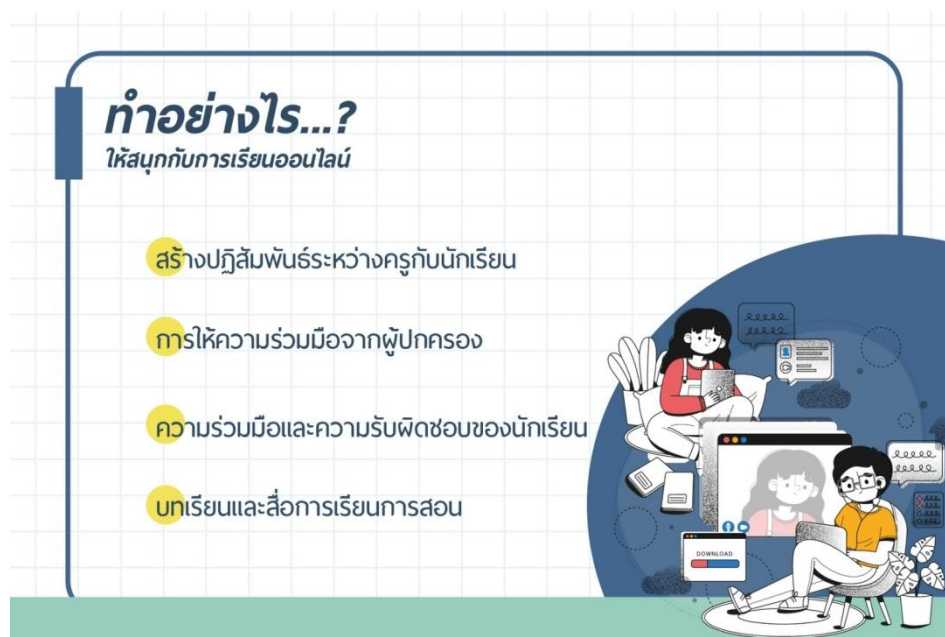 ทำอย่างไร...?
ให้สนุกกับการเรียนออนไลน์
สร้างปฏิสัมพันธ์ระหว่างครูกับนักเรียน
การให้ความร่วมมือจากผู้ปกครอง
ความร่วมมือและความรับผิดชอบของนักเรียน
บทเรียนและสื่อการเรียนการสอน
DOWNLOAD